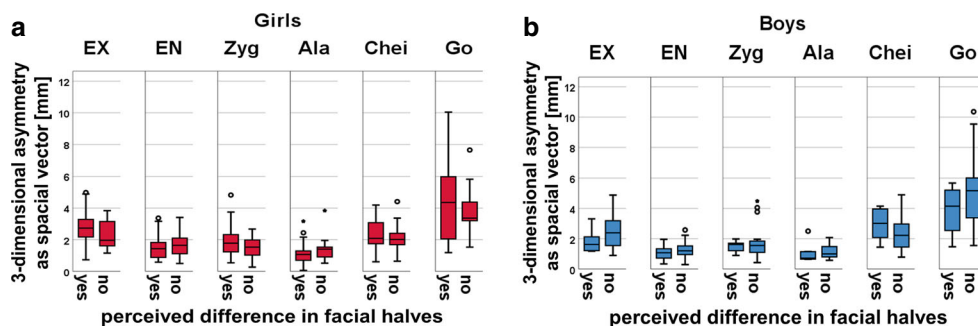 a
Girls
EX EN Zyg Ala Chei Go
3-dimensional asymmetry
as spacial vector [mm]
12
10
8
6
4
2
0
yes no yes no yes no yes no yes no yes no
perceived difference in facial halves
b
Boys
EX EN Zyg Ala Chei Go
3-dimensional asymmetry
as spacial vector [mm]
12
10
8
6
4
2
0
yes no yes no yes no yes no yes no yes no
perceived difference in facial halves